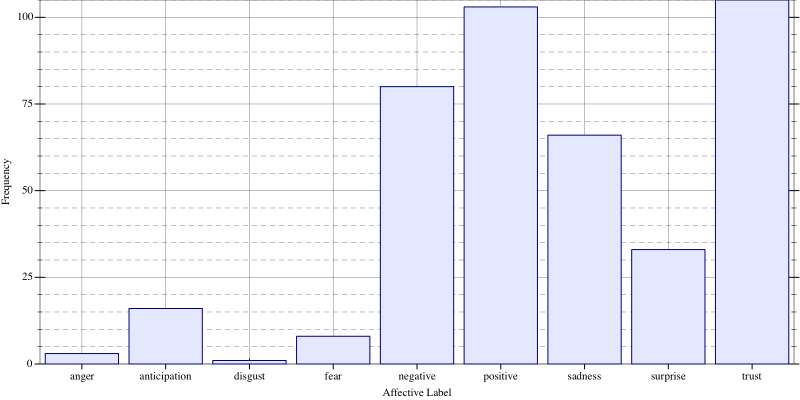 100
75
50
25
0
Frequency
anger anticipation disgust fear negative positive sadness surprise trust
Affective Label